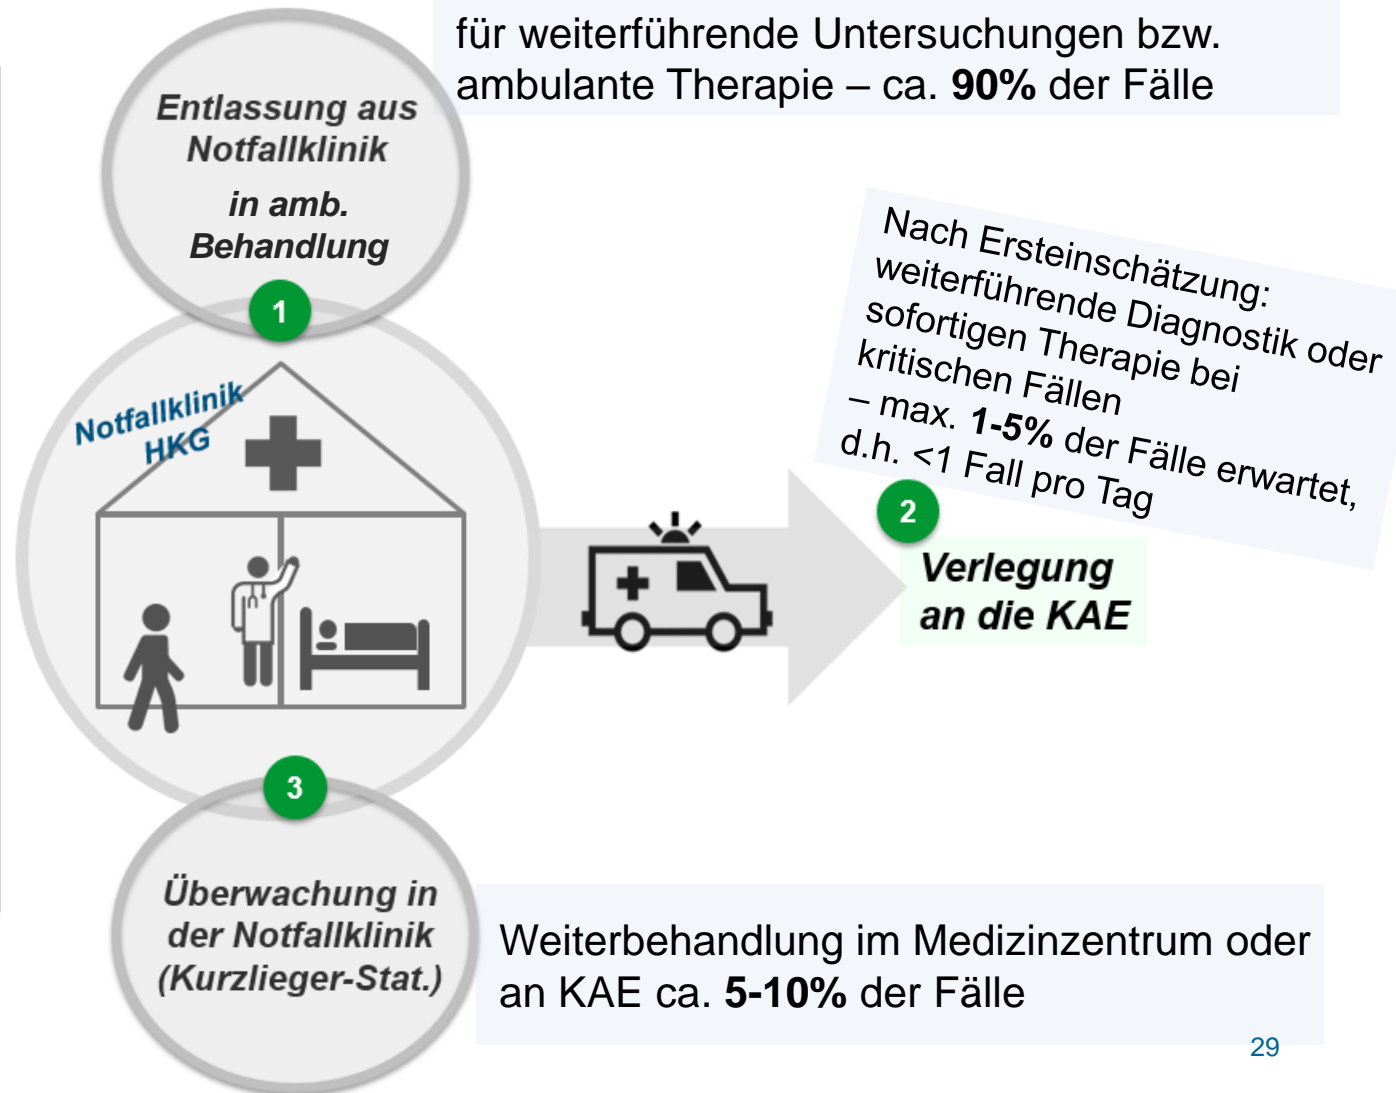 für weiterführende Untersuchungen bzw.
ambulante Therapie – ca. 90% der Fälle
Entlassung aus
Notfallklinik
in amb.
Behandlung
1
Notfallklinik
HKG
Nach Ersteinschätzung:
weiterführende Diagnostik oder
sofortigen Therapie bei
kritischen Fällen
– max. 1-5% der Fälle erwartet,
d.h. <1 Fall pro Tag
2
Verlegung
an die KAE
3
Überwachung in
der Notfallklinik
(Kurzlieger-Stat.)
Weiterbehandlung im Medizinzentrum oder
an KAE ca. 5-10% der Fälle
29